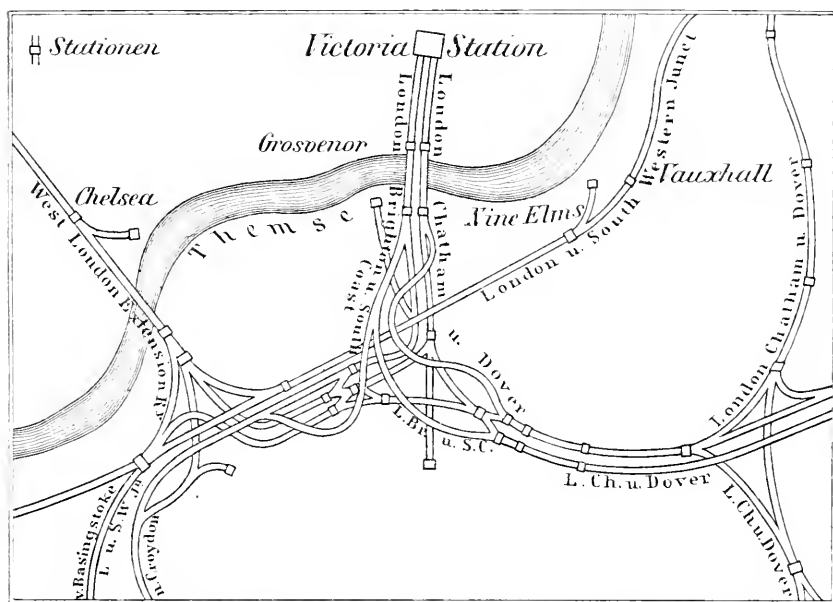 Stationen
Victoria Station
London
London
Grosvenor
Chelsea
Themse
Brighton u. South
Coast
Chatham
u. Dover
Nine Elms
Vauxhall
London u. South Western Junct
London Chatham u. Dover
West London Extension Ry
L. Br. u. S.C.
L. Ch. u. Dover
L. Ch. u. Dover
v. Basingstoke
L u. S.W. Jn
n. Croydon